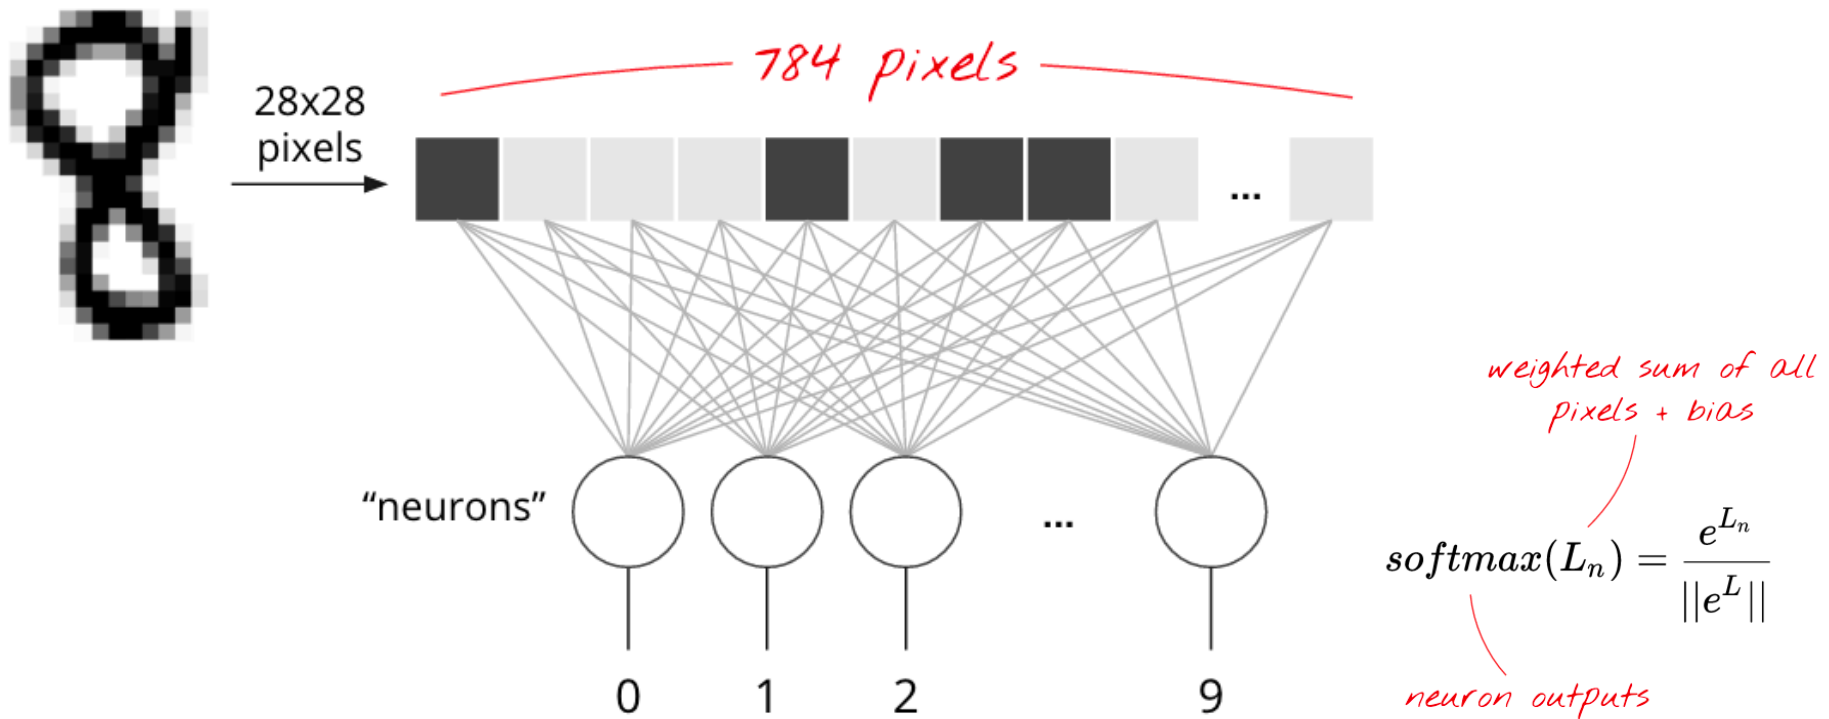 784 pixels
28x28
pixels
...
weighted sum of all
pixels + bias
"neurons"
...
softmax(Lₙ) = e^{Lₙ} / ||e^L||
0 1 2 9
neuron outputs